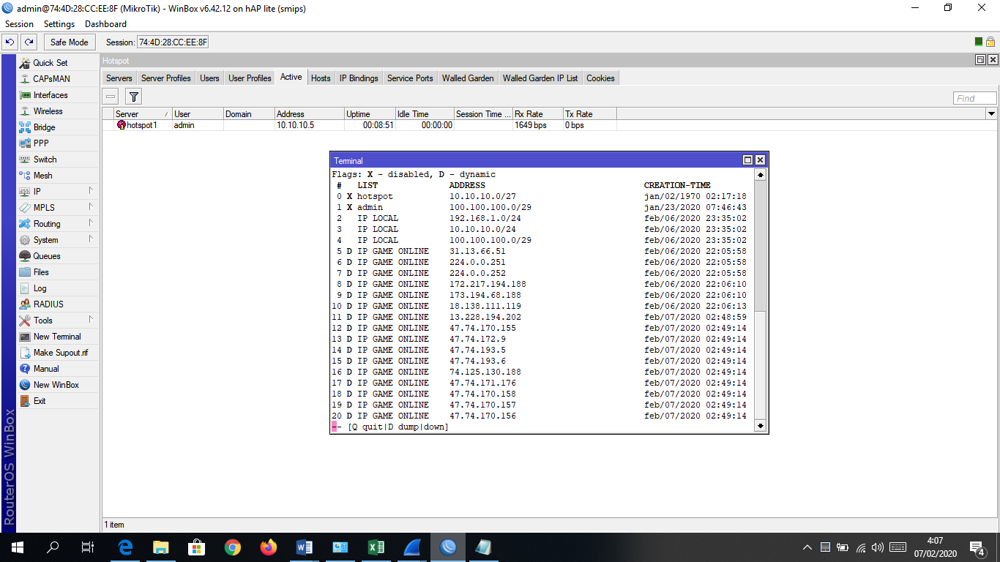 admin@74:4D:28:CC:EE:8F (MikroTik) - WinBox v6.42.12 on hAP lite (smips)
Session Settings Dashboard
Safe Mode Session: 74:4D:28:CC:EE:8F
Quick Set
CAPsMAN
Interfaces
Wireless
Bridge
PPP
Switch
Mesh
IP
MPLS
Routing
System
Queues
Files
Log
RADIUS
Tools
New Terminal
Make Supout.rif
Manual
New WinBox
Exit
RouterOS WinBox
Hotspot
Servers Server Profiles Users User Profiles Active Hosts IP Bindings Service Ports Walled Garden Walled Garden IP List Cookies
Find
Server User Domain Address Uptime Idle Time Session Time ... Rx Rate Tx Rate
hotspot1 admin 10.10.10.5 00:08:51 00:00:00 1649 bps 0 bps
Terminal
Flags: X - disabled, D - dynamic
# LIST ADDRESS CREATION-TIME
0 X hotspot 10.10.10.0/27 jan/02/1970 02:17:18
1 X admin 100.100.100.0/29 jan/23/2020 07:46:43
2 IP LOCAL 192.168.1.0/24 feb/06/2020 23:35:02
3 IP LOCAL 10.10.10.0/24 feb/06/2020 23:35:02
4 IP LOCAL 100.100.100.0/29 feb/06/2020 23:35:02
5 D IP GAME ONLINE 31.13.66.51 feb/06/2020 22:05:58
6 D IP GAME ONLINE 224.0.0.251 feb/06/2020 22:05:58
7 D IP GAME ONLINE 224.0.0.252 feb/06/2020 22:05:58
8 D IP GAME ONLINE 172.217.194.188 feb/06/2020 22:06:10
9 D IP GAME ONLINE 173.194.68.188 feb/06/2020 22:06:10
10 D IP GAME ONLINE 18.138.111.119 feb/06/2020 22:06:13
11 D IP GAME ONLINE 13.228.194.202 feb/07/2020 02:48:59
12 D IP GAME ONLINE 47.74.170.155 feb/07/2020 02:49:14
13 D IP GAME ONLINE 47.74.172.9 feb/07/2020 02:49:14
14 D IP GAME ONLINE 47.74.193.5 feb/07/2020 02:49:14
15 D IP GAME ONLINE 47.74.193.6 feb/07/2020 02:49:14
16 D IP GAME ONLINE 74.125.130.188 feb/07/2020 02:49:14
17 D IP GAME ONLINE 47.74.171.176 feb/07/2020 02:49:14
18 D IP GAME ONLINE 47.74.170.158 feb/07/2020 02:49:14
19 D IP GAME ONLINE 47.74.170.157 feb/07/2020 02:49:14
20 D IP GAME ONLINE 47.74.170.156 feb/07/2020 02:49:14
-- [Q quit|D dump|down]
1 item
4:07
07/02/2020
4